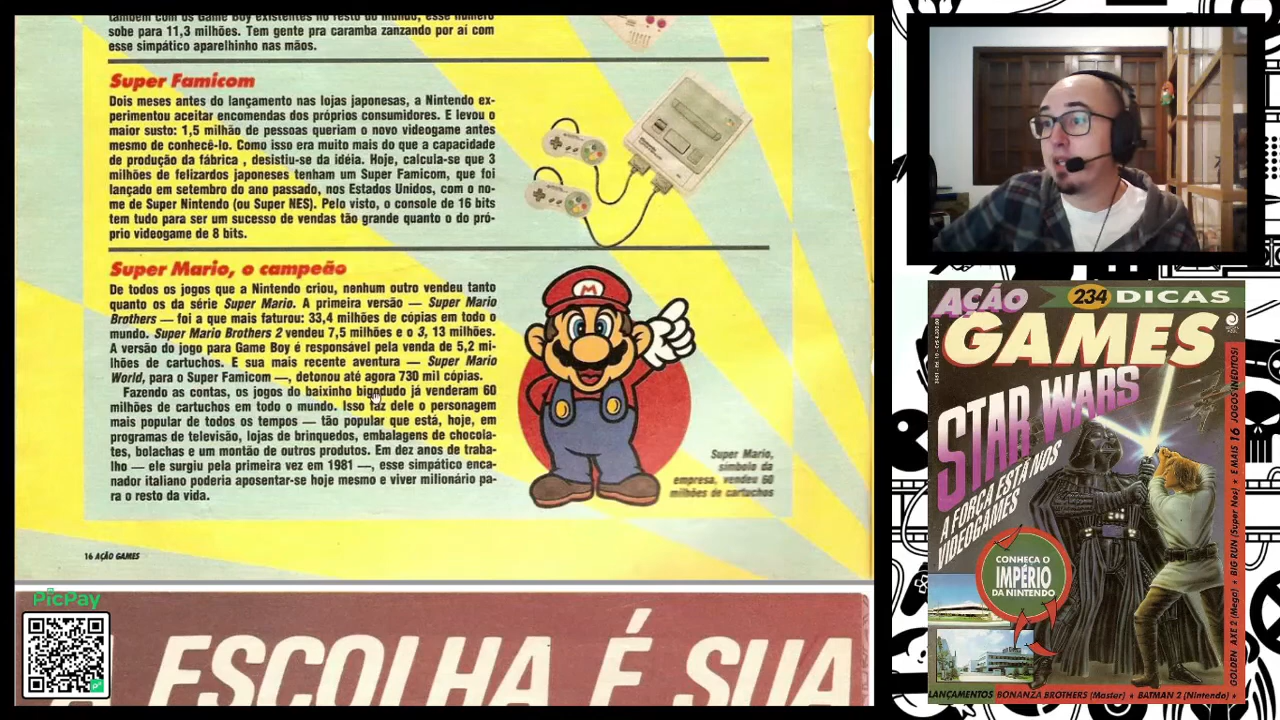 também com os Game Boy existentes no resto do mundo, esse número
sobe para 11,3 milhões. Tem gente pra caramba zanzando por aí com
esse simpático aparelhinho nas mãos.
Super Famicom
Dois meses antes do lançamento nas lojas japonesas, a Nintendo ex-
perimentou aceitar encomendas dos próprios consumidores. E levou o
maior susto: 1,5 milhão de pessoas queriam o novo videogame antes
mesmo de conhecê-lo. Como isso era muito mais do que a capacidade
de produção da fábrica , desistiu-se da idéia. Hoje, calcula-se que 3
milhões de felizardos japoneses tenham um Super Famicom, que foi
lançado em setembro do ano passado, nos Estados Unidos, com o no-
me de Super Nintendo (ou Super NES). Pelo visto, o console de 16 bits
tem tudo para ser um sucesso de vendas tão grande quanto o do pró-
prio videogame de 8 bits.
Super Mario, o campeão
De todos os jogos que a Nintendo criou, nenhum outro vendeu tanto
quanto os da série Super Mario. A primeira versão — Super Mario
Brothers — foi a que mais faturou: 33,4 milhões de cópias em todo o
mundo. Super Mario Brothers 2 vendeu 7,5 milhões e o 3, 13 milhões.
A versão do jogo para Game Boy é responsável pela venda de 5,2 mi-
lhões de cartuchos. E sua mais recente aventura — Super Mario
World, para o Super Famicom —, detonou até agora 730 mil cópias.
Fazendo as contas, os jogos do baixinho bigodudo já venderam 60
milhões de cartuchos em todo o mundo. Isso faz dele o personagem
mais popular de todos os tempos — tão popular que está, hoje, em
programas de televisão, lojas de brinquedos, embalagens de chocola-
tes, bolachas e um montão de outros produtos. Em dez anos de traba-
lho — ele surgiu pela primeira vez em 1981 —, esse simpático enca-
nador italiano poderia aposentar-se hoje mesmo e viver milionário pa-
ra o resto da vida.
Super Mario,
símbolo da
empresa, vendeu 60
milhões de cartuchos
M
16 AÇÃO GAMES
PicPay
ESCOLHA É SUA
AÇÃO
234 DICAS
GAMES
STAR WARS
A FORÇA ESTÁ NOS
VIDEOGAMES
CONHEÇA O
IMPÉRIO
DA NINTENDO
GOLDEN AXE 2 (Mega) * BIG RUN (Super Nes) * E MAIS 16 JOGOS INÉDITOS!
LANÇAMENTOS BONANZA BROTHERS (Master) * BATMAN 2 (Nintendo) *